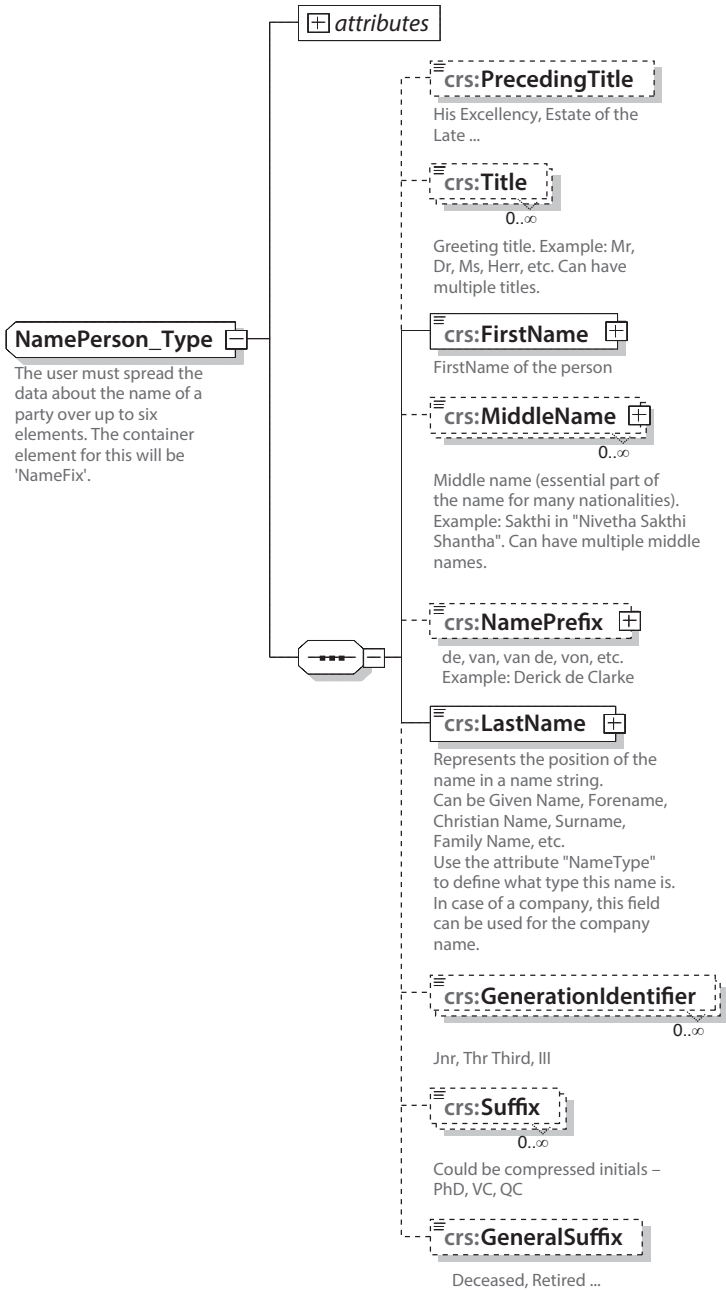 attributes
crs:PrecedingTitle
His Excellency, Estate of the
Late ...
crs:Title
0..∞
Greeting title. Example: Mr,
Dr, Ms, Herr, etc. Can have
multiple titles.
NamePerson_Type
The user must spread the
data about the name of a
party over up to six
elements. The container
element for this will be
'NameFix'.
crs:FirstName
FirstName of the person
crs:MiddleName
0..∞
Middle name (essential part of
the name for many nationalities).
Example: Sakthi in "Nivetha Sakthi
Shantha". Can have multiple middle
names.
crs:NamePrefix
de, van, van de, von, etc.
Example: Derick de Clarke
crs:LastName
Represents the position of the
name in a name string.
Can be Given Name, Forename,
Christian Name, Surname,
Family Name, etc.
Use the attribute "NameType"
to define what type this name is.
In case of a company, this field
can be used for the company
name.
crs:GenerationIdentifier
0..∞
Jnr, Thr Third, III
crs:Suffix
0..∞
Could be compressed initials –
PhD, VC, QC
crs:GeneralSuffix
Deceased, Retired ...